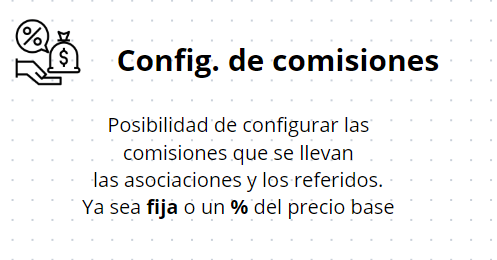 % $
Config. de comisiones
Posibilidad de configurar las
comisiones que se llevan
las asociaciones y los referidos.
Ya sea fija o un % del precio base